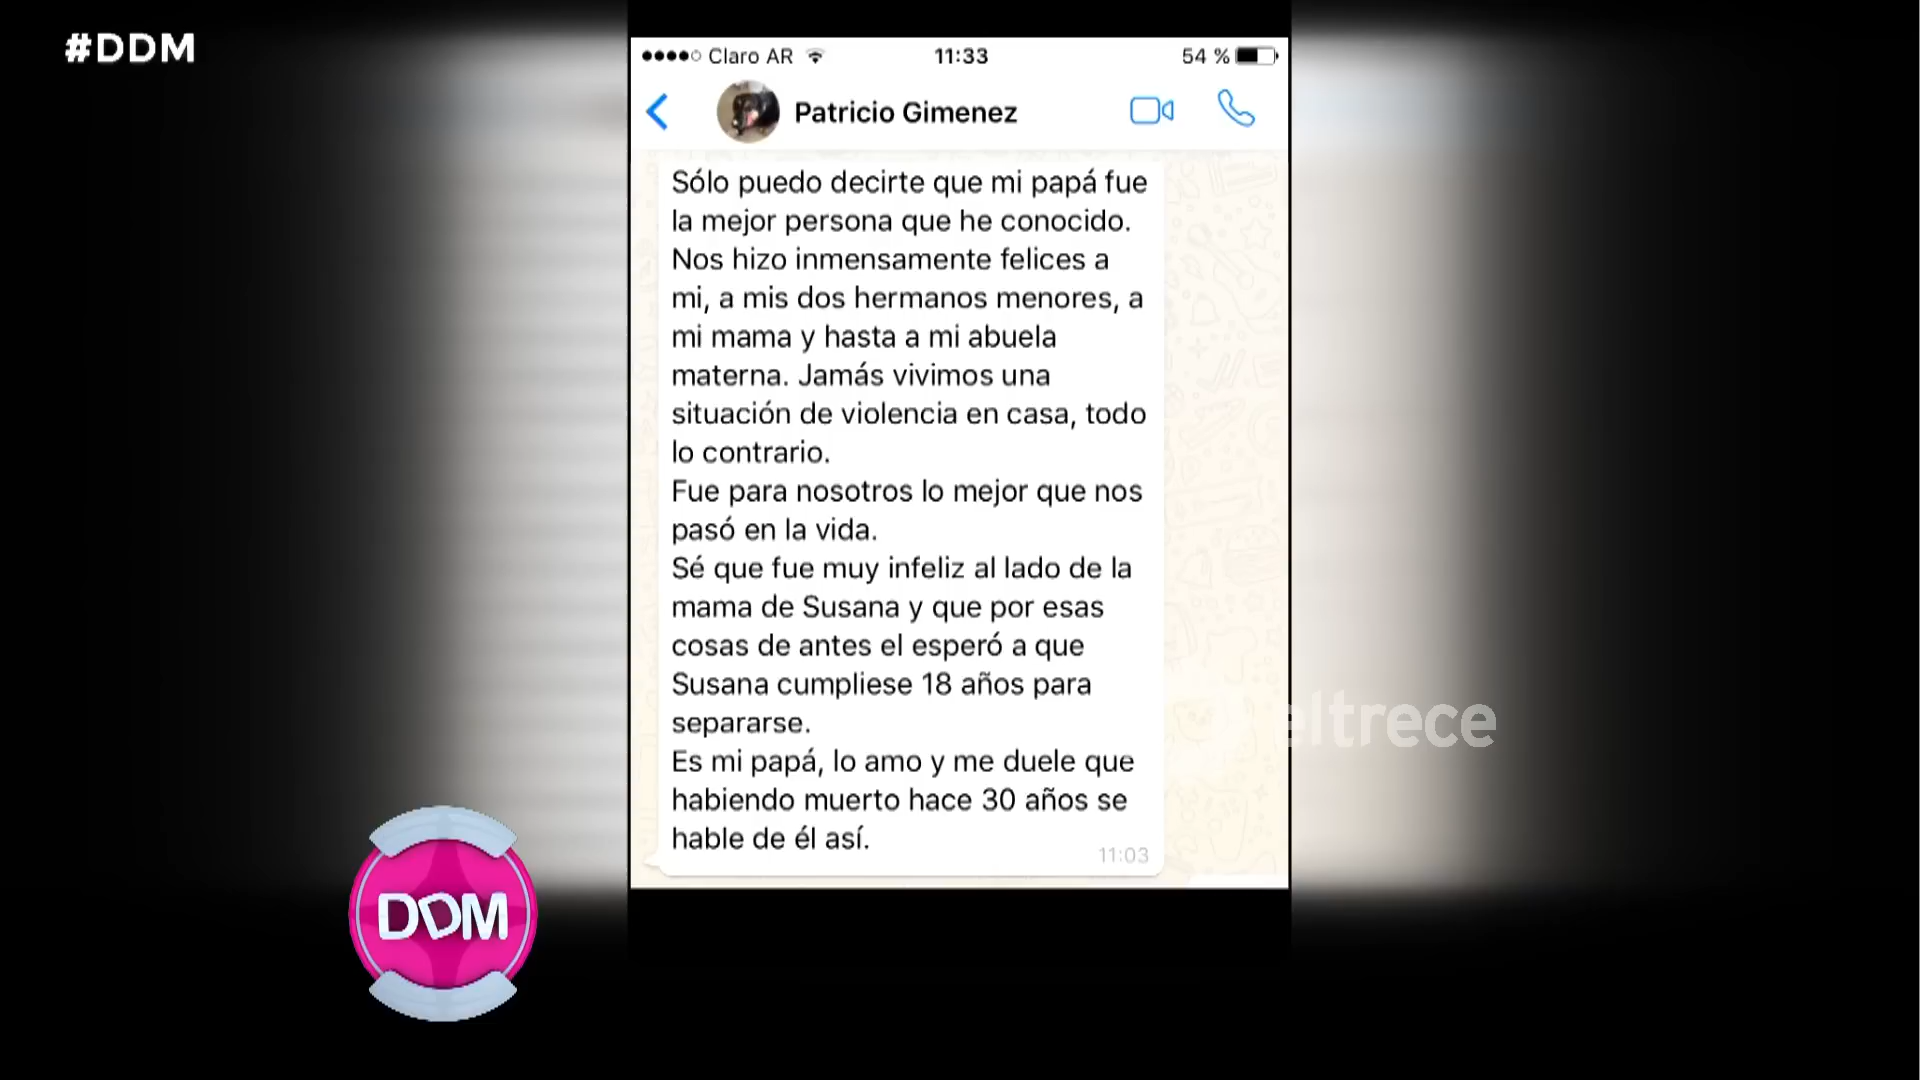 #DDM
Claro AR 11:33 54 %
Patricio Gimenez
Sólo puedo decirte que mi papá fue
la mejor persona que he conocido.
Nos hizo inmensamente felices a
mi, a mis dos hermanos menores, a
mi mama y hasta a mi abuela
materna. Jamás vivimos una
situación de violencia en casa, todo
lo contrario.
Fue para nosotros lo mejor que nos
pasó en la vida.
Sé que fue muy infeliz al lado de la
mama de Susana y que por esas
cosas de antes el esperó a que
Susana cumpliese 18 años para
separarse.
Es mi papá, lo amo y me duele que
habiendo muerto hace 30 años se
hable de él así.
11:03
eltrece
DDM